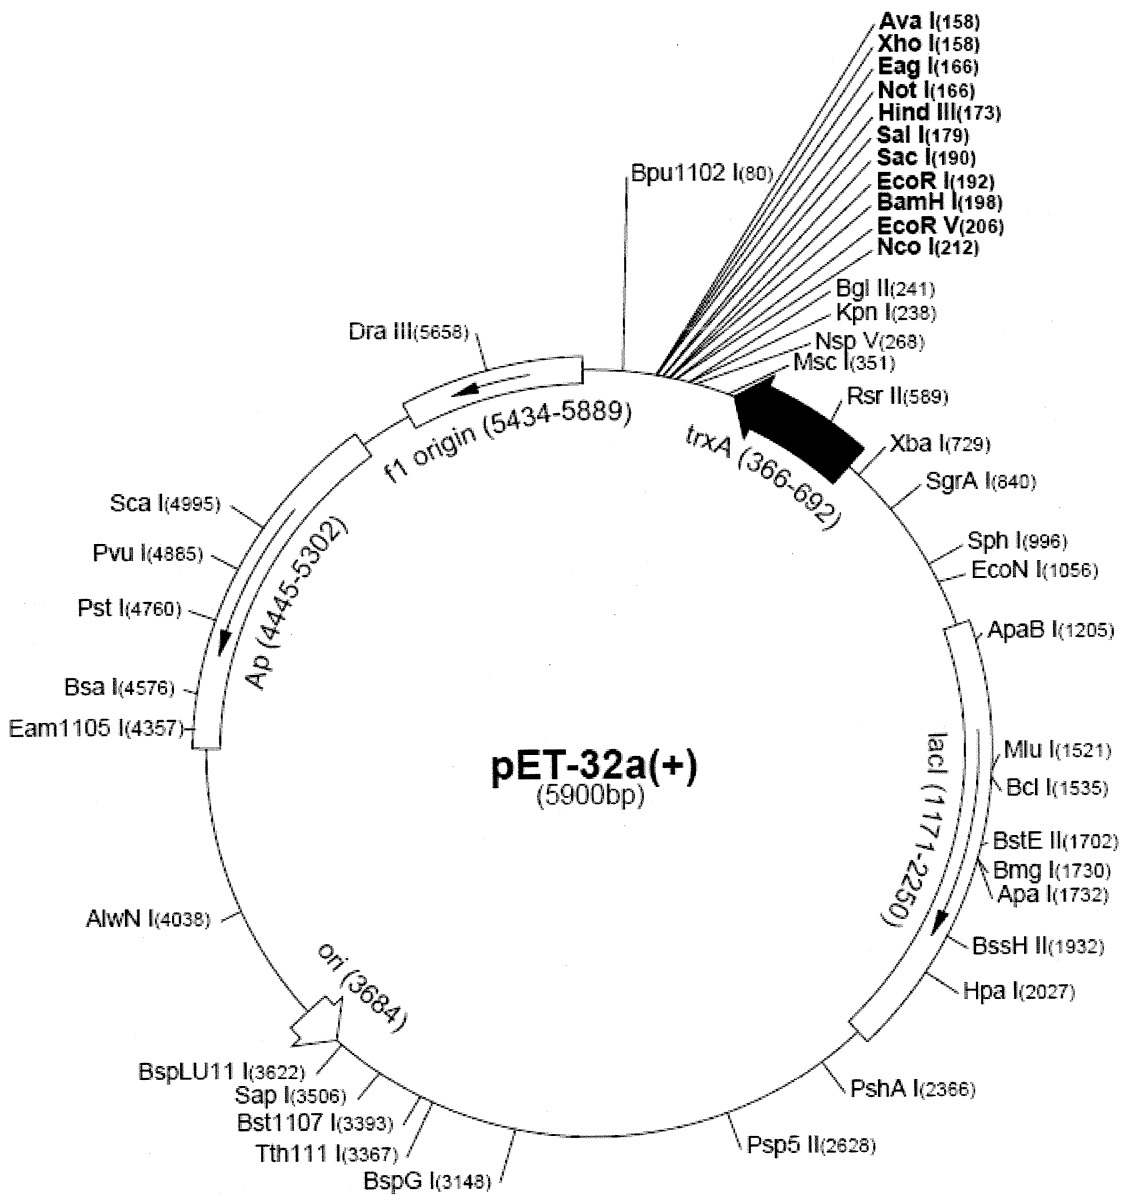 Ava I(158)
Xho I(158)
Eag I(166)
Not I(166)
Hind III(173)
Sal I(179)
Sac I(190)
EcoR I(192)
BamH I(198)
EcoR V(206)
Nco I(212)
Bpu1102 I(80)
Bgl II(241)
Kpn I(238)
Nsp V(268)
Msc I(351)
Rsr II(589)
Xba I(729)
SgrA I(840)
Sph I(996)
EcoN I(1056)
ApaB I(1205)
Mlu I(1521)
Bcl I(1535)
BstE II(1702)
Bmg I(1730)
Apa I(1732)
BssH II(1932)
Hpa I(2027)
PshA I(2366)
Psp5 II(2628)
BspG I(3148)
Tth111 I(3367)
Bst1107 I(3393)
Sap I(3506)
BspLU11 I(3622)
AlwN I(4038)
Eam1105 I(4357)
Bsa I(4576)
Pst I(4760)
Pvu I(4885)
Sca I(4995)
Dra III(5658)
f1 origin (5434-5889)
trxA (366-692)
Ap (4445-5302)
lacI (1171-2250)
ori (3684)
pET-32a(+)
(5900bp)